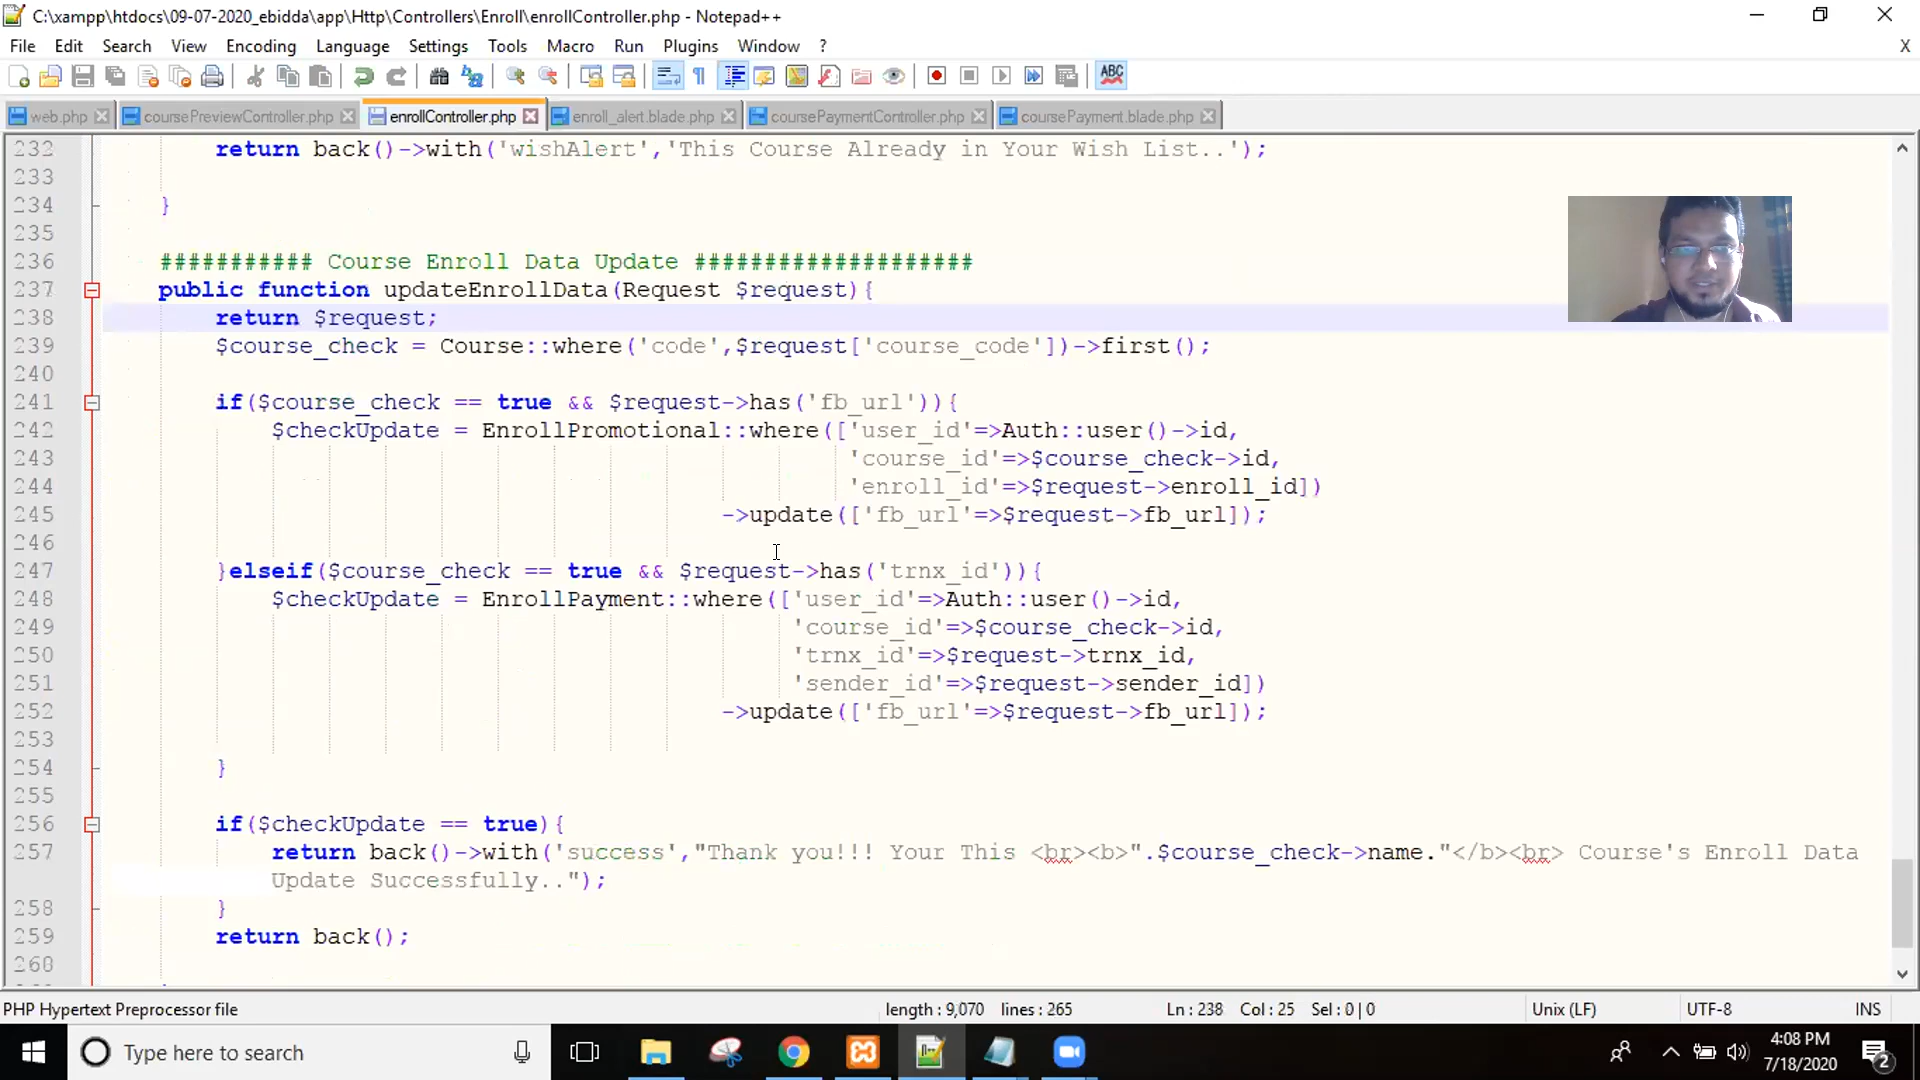 C:\xampp\htdocs\09-07-2020_ebidda\app\Http\Controllers\Enroll\enrollController.php - Notepad++
File Edit Search View Encoding Language Settings Tools Macro Run Plugins Window ? X
ABC
web.php coursePreviewController.php enrollController.php enroll_alert.blade.php coursePaymentController.php coursePayment.blade.php
232 return back()->with('wishAlert','This Course Already in Your Wish List..');
233
234 }
235
236 ########### Course Enroll Data Update ####################
237 public function updateEnrollData(Request $request){
238 return $request;
239 $course_check = Course::where('code',$request['course_code'])->first();
240
241 if($course_check == true && $request->has('fb_url')){
242 $checkUpdate = EnrollPromotional::where(['user_id'=>Auth::user()->id,
243 'course_id'=>$course_check->id,
244 'enroll_id'=>$request->enroll_id])
245 ->update(['fb_url'=>$request->fb_url]);
246
247 }elseif($course_check == true && $request->has('trnx_id')){
248 $checkUpdate = EnrollPayment::where(['user_id'=>Auth::user()->id,
249 'course_id'=>$course_check->id,
250 'trnx_id'=>$request->trnx_id,
251 'sender_id'=>$request->sender_id])
252 ->update(['fb_url'=>$request->fb_url]);
253
254 }
255
256 if($checkUpdate == true){
257 return back()->with('success',"Thank you!!! Your This <br><b>".$course_check->name."</b><br> Course's Enroll Data
Update Successfully..");
258 }
259 return back();
260
PHP Hypertext Preprocessor file length : 9,070 lines : 265 Ln : 238 Col : 25 Sel : 0 | 0 Unix (LF) UTF-8 INS
Type here to search
4:08 PM
7/18/2020
2